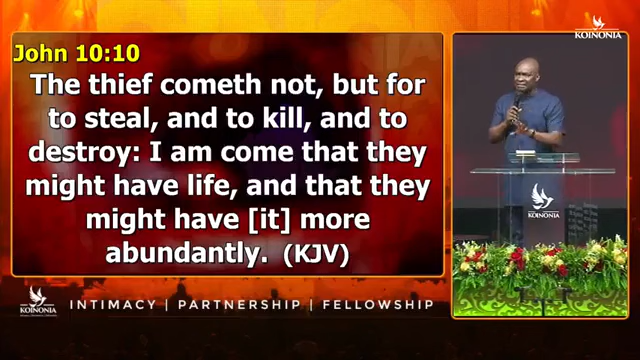 John 10:10
The thief cometh not, but for
to steal, and to kill, and to
destroy: I am come that they
might have life, and that they
might have [it] more
abundantly. (KJV)
KOINONIA
KOINONIA
KOINONIA
INTIMACY | PARTNERSHIP | FELLOWSHIP